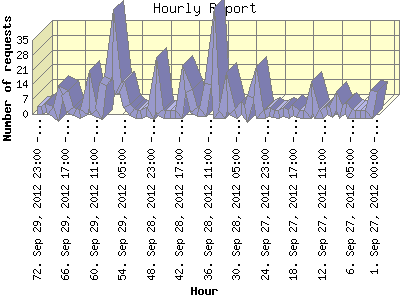 Hourly Report
Number of requests
35
28
21
14
7
0
72. Sep 29, 2012 23:00 -...
66. Sep 29, 2012 17:00 -...
60. Sep 29, 2012 11:00 -...
54. Sep 29, 2012 05:00 -...
48. Sep 28, 2012 23:00 -...
42. Sep 28, 2012 17:00 -...
36. Sep 28, 2012 11:00 -...
30. Sep 28, 2012 05:00 -...
24. Sep 27, 2012 23:00 -...
18. Sep 27, 2012 17:00 -...
12. Sep 27, 2012 11:00 -...
6. Sep 27, 2012 05:00 -...
1. Sep 27, 2012 00:00 -...
Hour